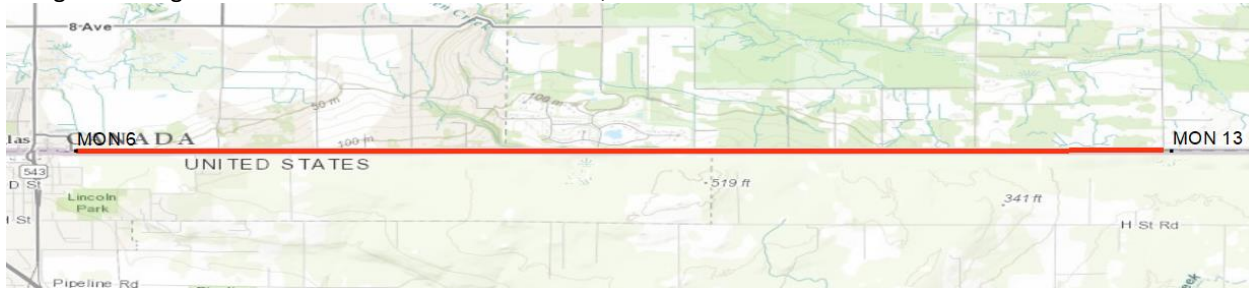 8 Ave
50 m
100 m
las
CANADA
MON 6
100 m
MON 13
UNITED STATES
543
D St
519 ft
Lincoln
Park
341 ft
H St Rd
Pipeline Rd